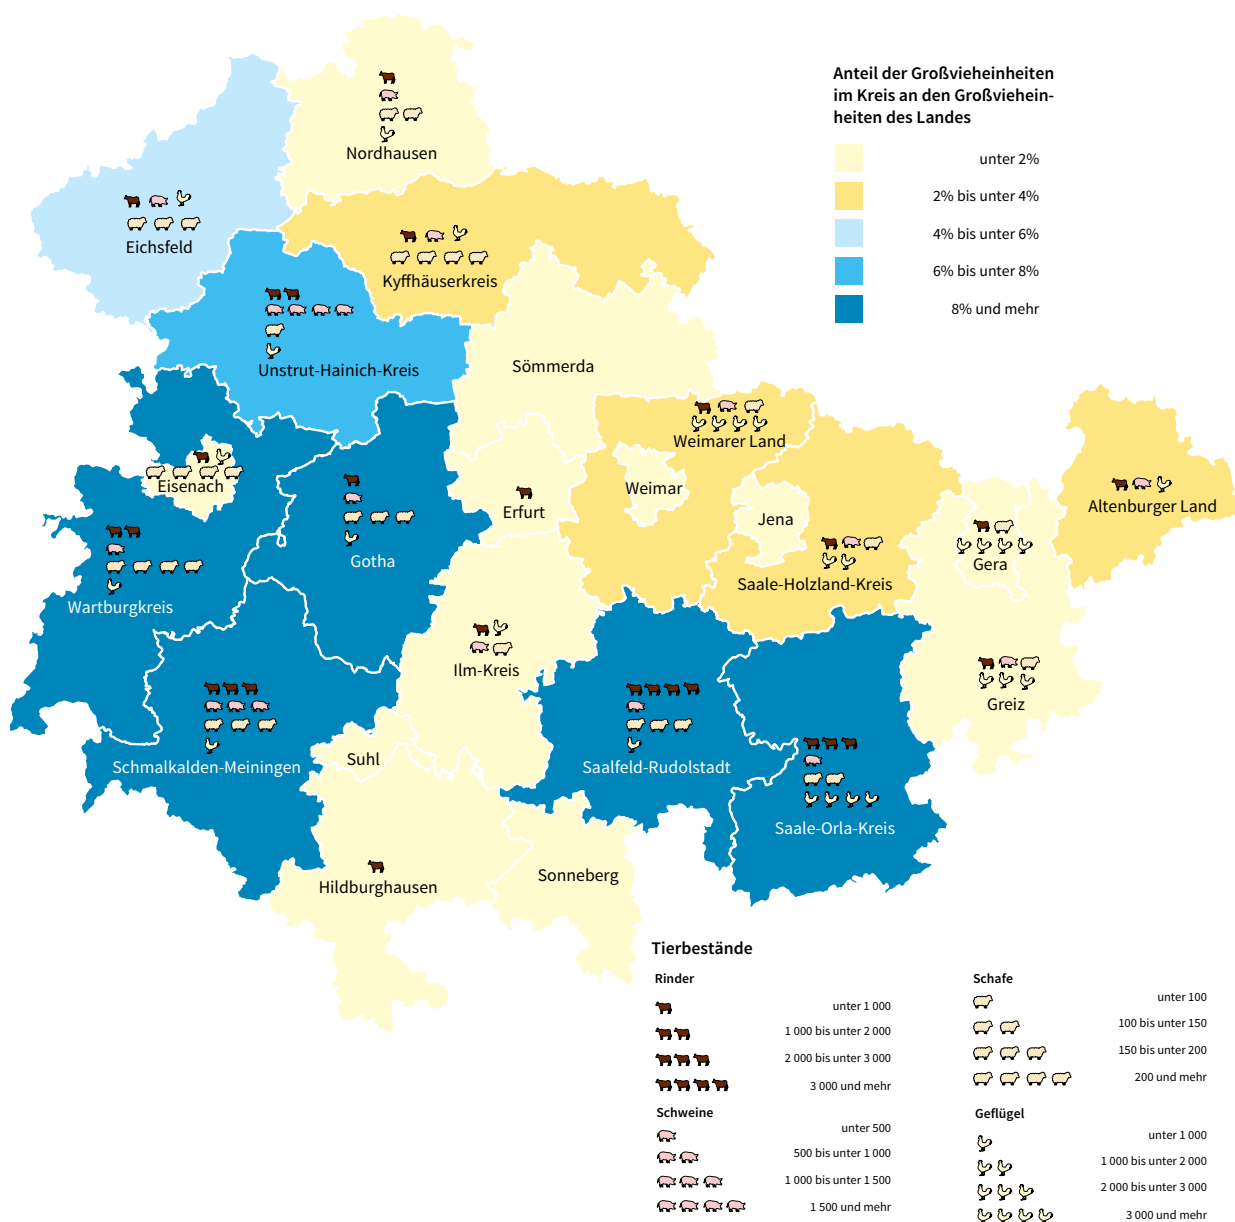 Anteil der Großvieheinheiten
im Kreis an den Großviehein-
heiten des Landes
unter 2%
2% bis unter 4%
4% bis unter 6%
6% bis unter 8%
8% und mehr
Nordhausen
Eichsfeld
Kyffhäuserkreis
Unstrut-Hainich-Kreis
Sömmerda
Weimarer Land
Eisenach
Weimar
Erfurt
Jena
Altenburger Land
Gotha
Gera
Saale-Holzland-Kreis
Wartburgkreis
Ilm-Kreis
Greiz
Suhl
Schmalkalden-Meiningen
Saalfeld-Rudolstadt
Saale-Orla-Kreis
Hildburghausen
Sonneberg
Tierbestände
Rinder
unter 1 000
1 000 bis unter 2 000
2 000 bis unter 3 000
3 000 und mehr
Schafe
unter 100
100 bis unter 150
150 bis unter 200
200 und mehr
Schweine
unter 500
500 bis unter 1 000
1 000 bis unter 1 500
1 500 und mehr
Geflügel
unter 1 000
1 000 bis unter 2 000
2 000 bis unter 3 000
3 000 und mehr